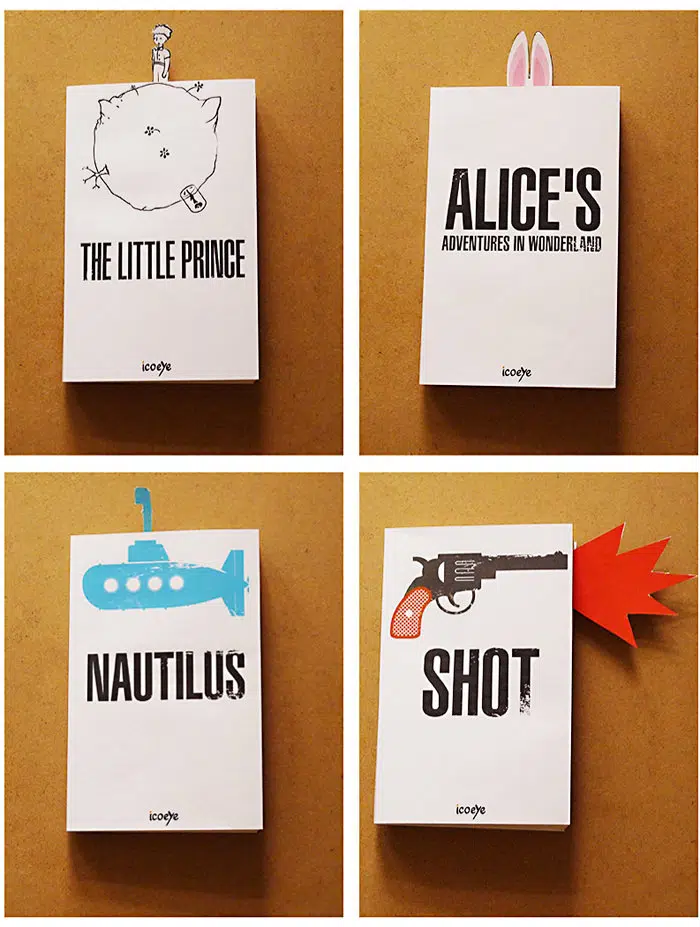 THE LITTLE PRINCE
icoeye
ALICE'S
ADVENTURES IN WONDERLAND
icoeye
NAUTILUS
icoeye
SHOT
icoeye